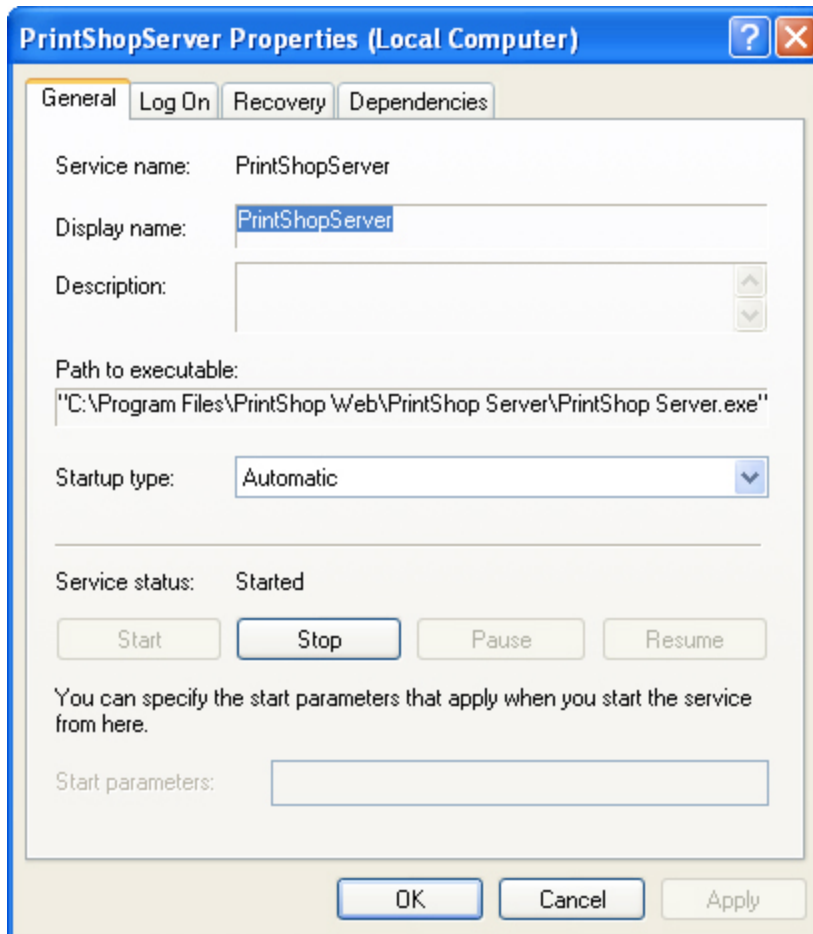 PrintShopServer Properties (Local Computer)
General Log On Recovery Dependencies
Service name: PrintShopServer
Display name: PrintShopServer
Description:
Path to executable:
"C:\Program Files\PrintShop Web\PrintShop Server\PrintShop Server.exe"
Startup type: Automatic
Service status: Started
Start Stop Pause Resume
You can specify the start parameters that apply when you start the service
from here.
Start parameters:
OK Cancel Apply